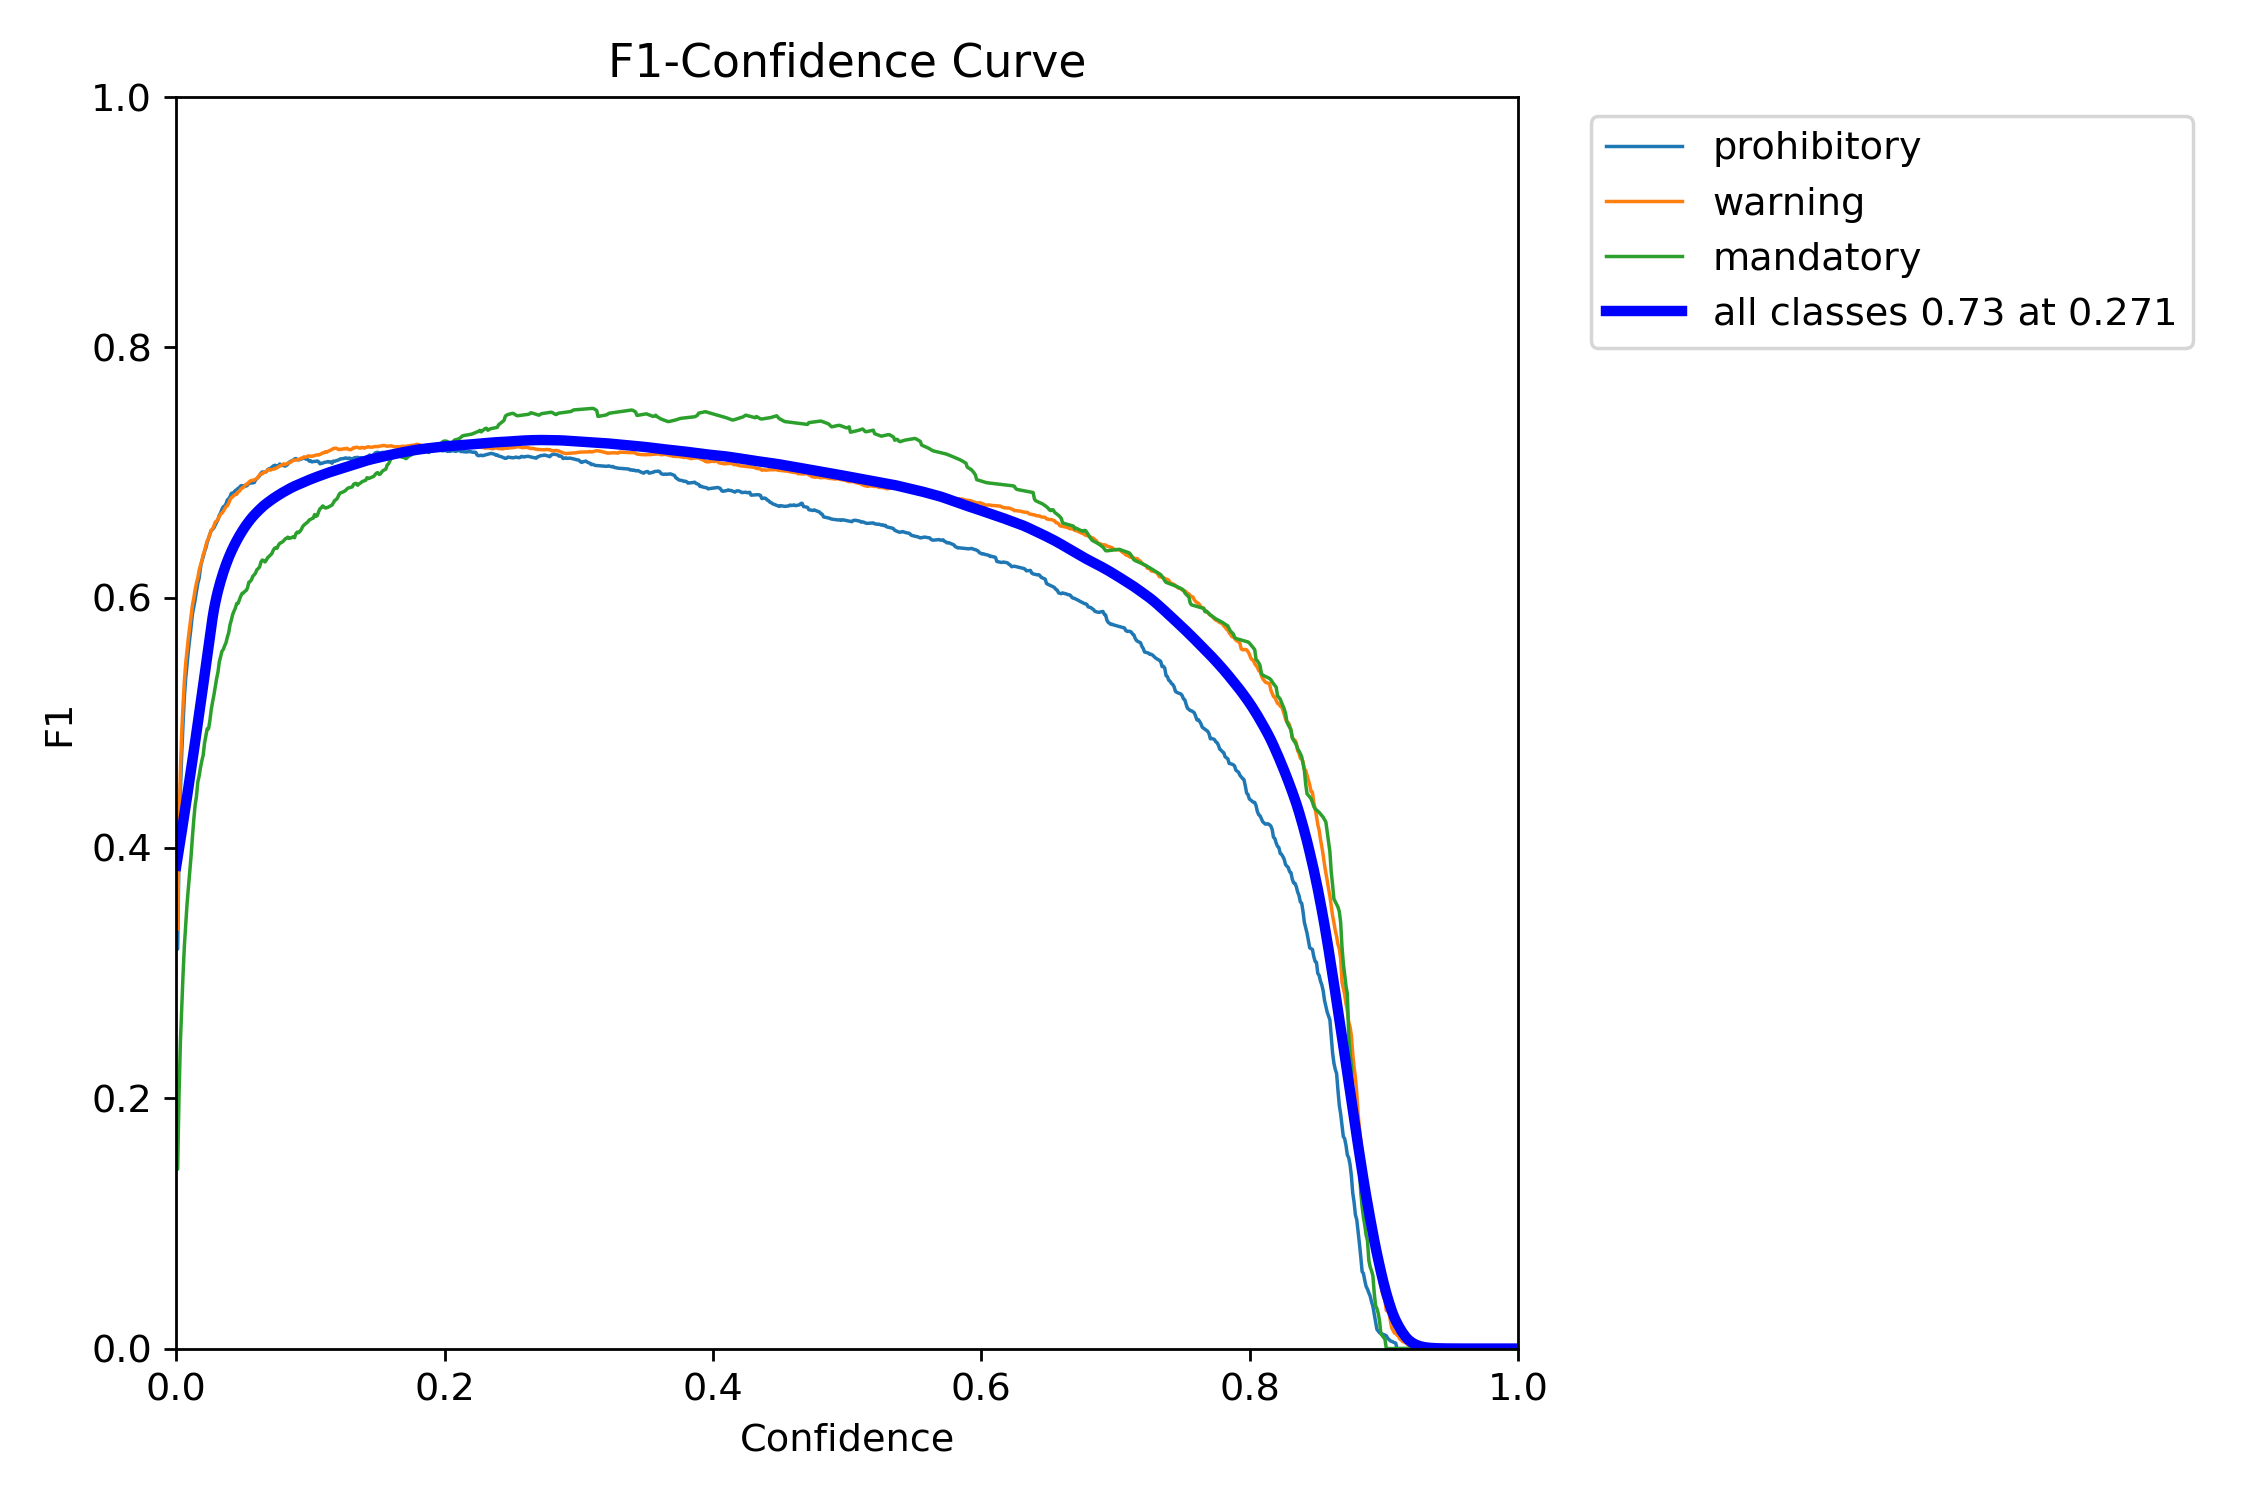 F1-Confidence Curve
1.0
0.8
0.6
0.4
0.2
0.0
F1
0.0 0.2 0.4 0.6 0.8 1.0
Confidence
prohibitory
warning
mandatory
all classes 0.73 at 0.271